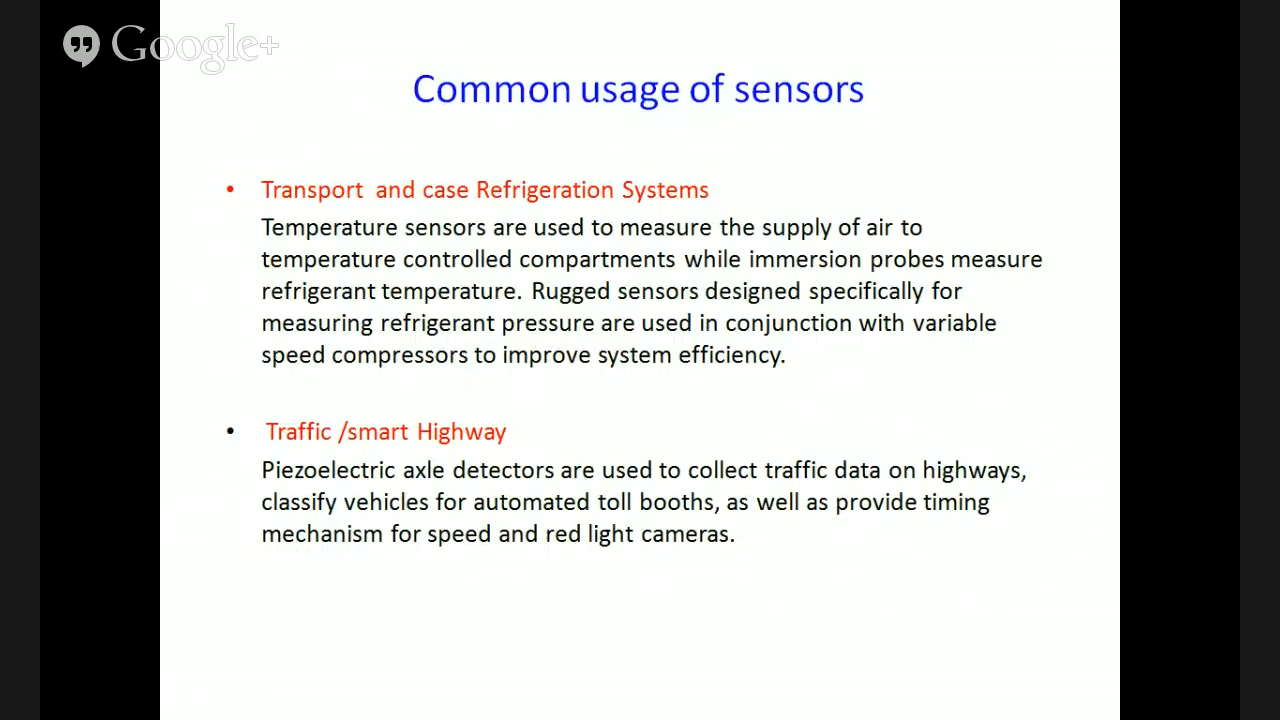 Google+
Common usage of sensors
• Transport and case Refrigeration Systems
Temperature sensors are used to measure the supply of air to
temperature controlled compartments while immersion probes measure
refrigerant temperature. Rugged sensors designed specifically for
measuring refrigerant pressure are used in conjunction with variable
speed compressors to improve system efficiency.
• Traffic /smart Highway
Piezoelectric axle detectors are used to collect traffic data on highways,
classify vehicles for automated toll booths, as well as provide timing
mechanism for speed and red light cameras.